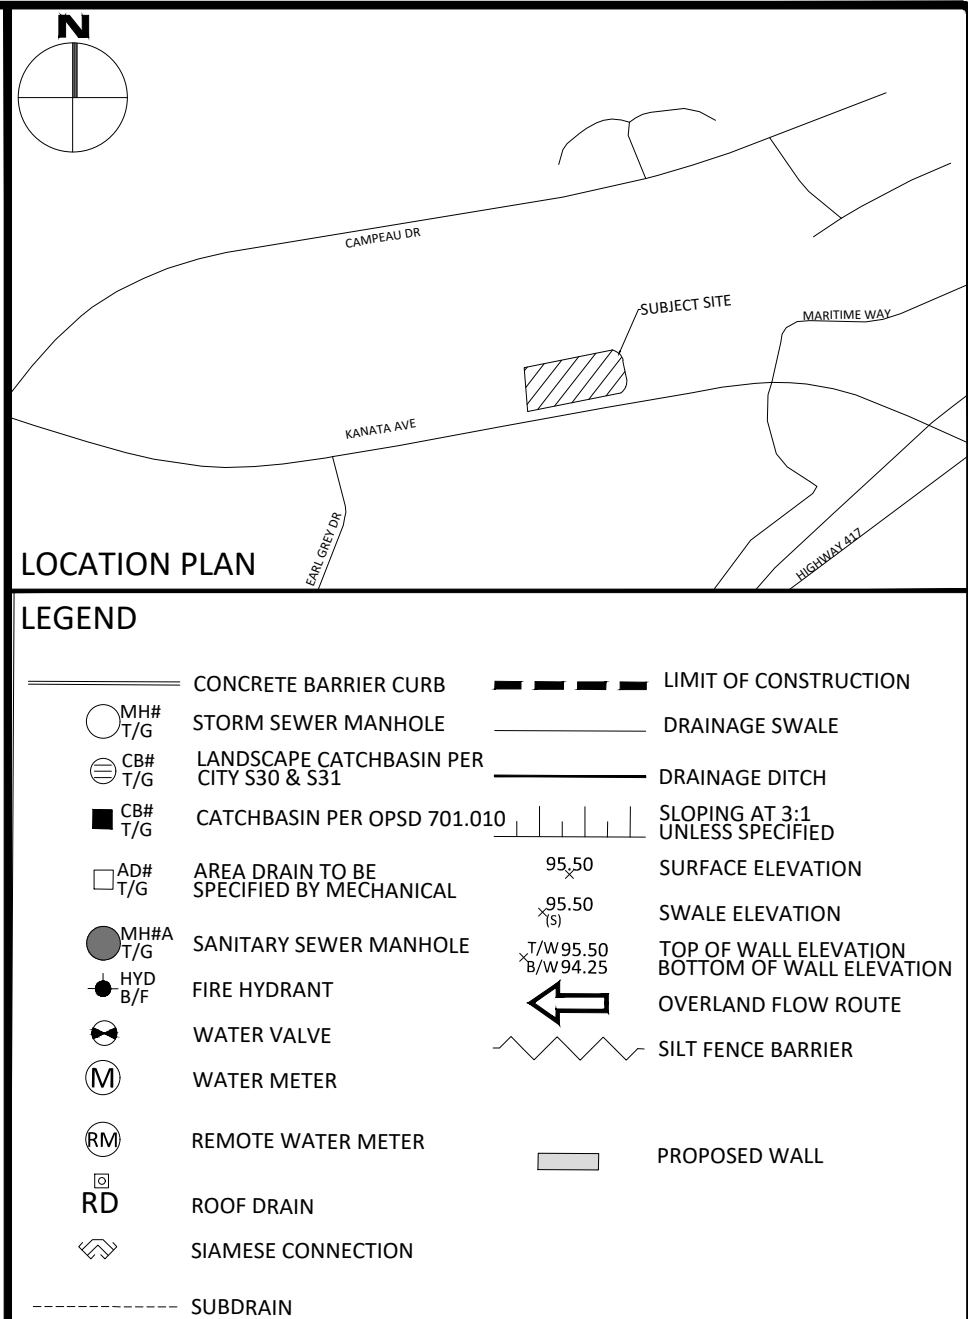 N
CAMPEAU DR
SUBJECT SITE
MARITIME WAY
KANATA AVE
EARL GREY DR
HIGHWAY 417
LOCATION PLAN
LEGEND
CONCRETE BARRIER CURB
MH#
T/G
STORM SEWER MANHOLE
CB#
T/G
LANDSCAPE CATCHBASIN PER
CITY S30 & S31
CB#
T/G
CATCHBASIN PER OPSD 701.010
AD#
T/G
AREA DRAIN TO BE
SPECIFIED BY MECHANICAL
MH#A
T/G
SANITARY SEWER MANHOLE
HYD
B/F
FIRE HYDRANT
WATER VALVE
M
WATER METER
RM
REMOTE WATER METER
RD
ROOF DRAIN
SIAMESE CONNECTION
SUBDRAIN
LIMIT OF CONSTRUCTION
DRAINAGE SWALE
DRAINAGE DITCH
SLOPING AT 3:1
UNLESS SPECIFIED
95.50
SURFACE ELEVATION
95.50
(S)
SWALE ELEVATION
T/W 95.50
B/W 94.25
TOP OF WALL ELEVATION
BOTTOM OF WALL ELEVATION
OVERLAND FLOW ROUTE
SILT FENCE BARRIER
PROPOSED WALL